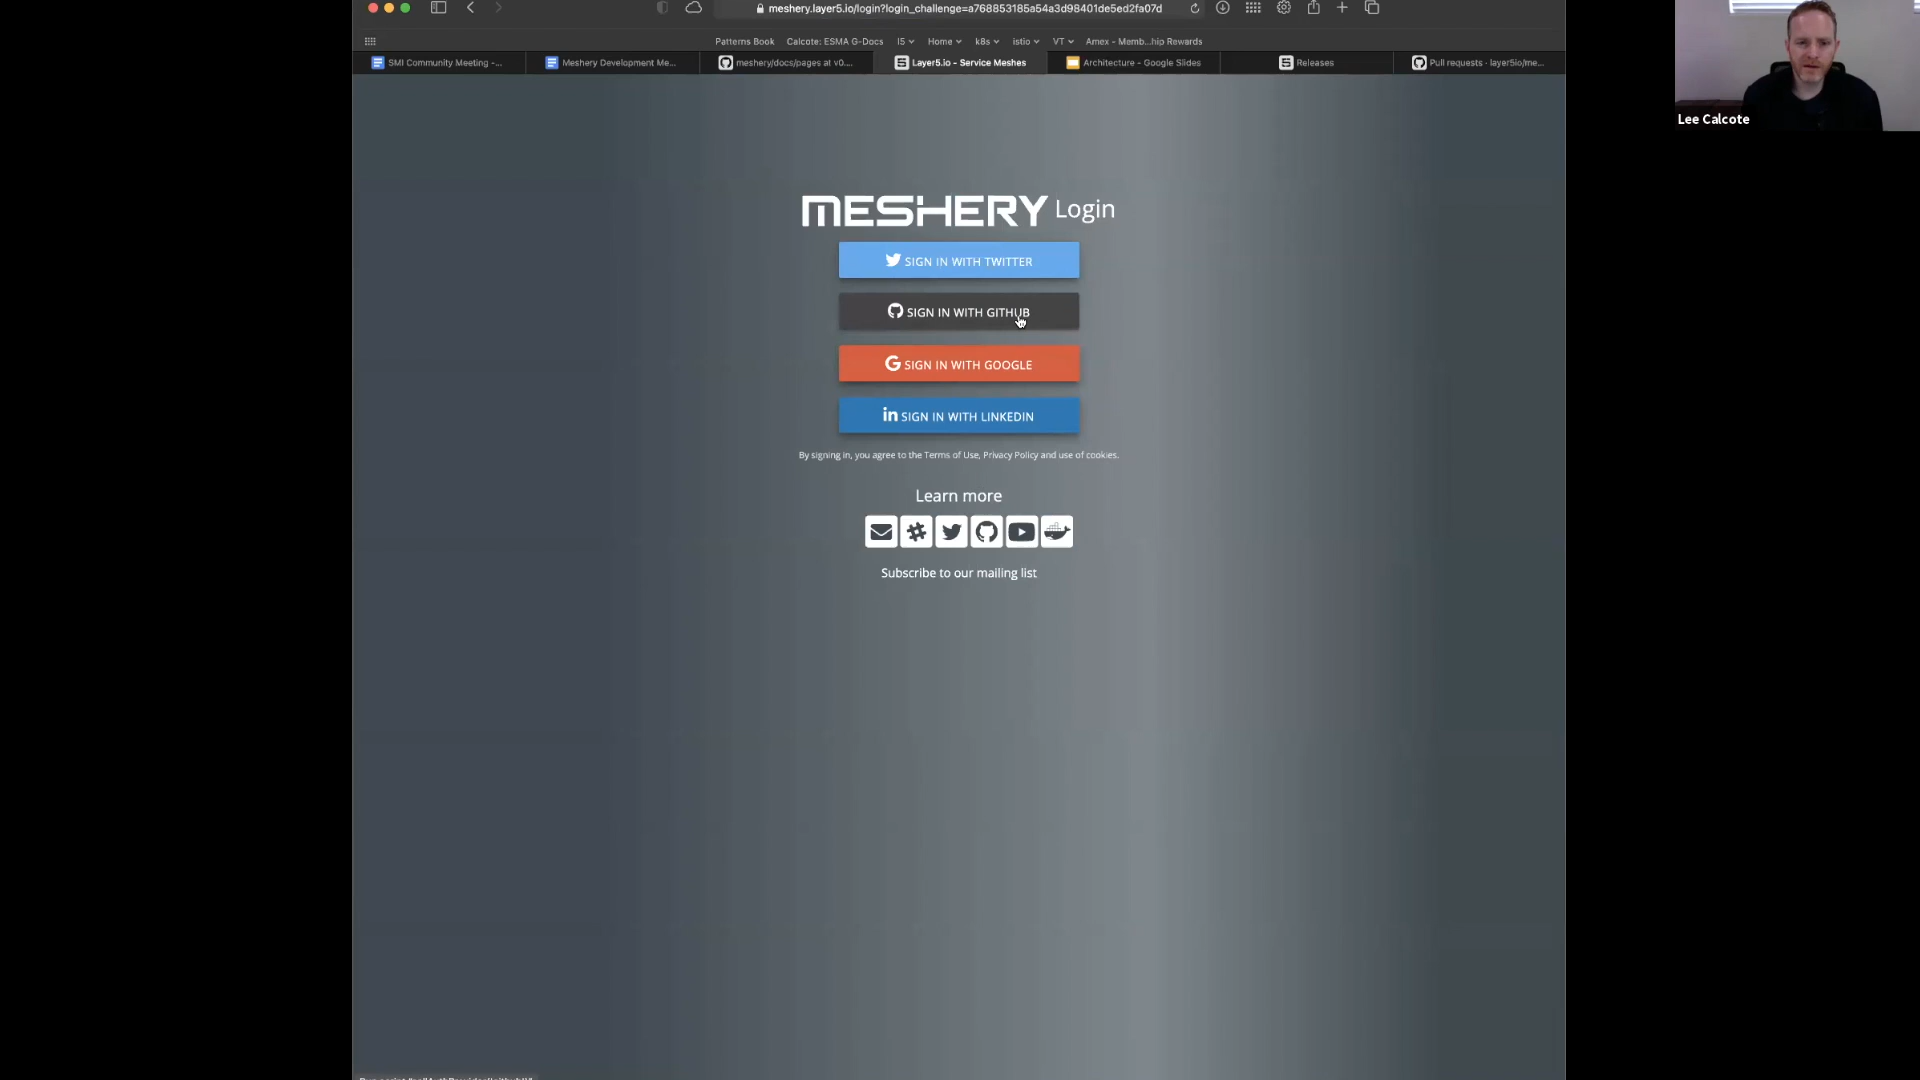 meshery.layer5.io/login?login_challenge=a768853185a54a3d98401de5ed2fa07d
Patterns Book Calcote: ESMA G-Docs l5 Home k8s istio VT Amex - Memb...hip Rewards
SMI Community Meeting -... Meshery Development Me... meshery/docs/pages at v0.... Layer5.io - Service Meshes Architecture - Google Slides Releases Pull requests · layer5io/me...
Lee Calcote
MESHERY Login
SIGN IN WITH TWITTER
SIGN IN WITH GITHUB
SIGN IN WITH GOOGLE
in SIGN IN WITH LINKEDIN
By signing in, you agree to the Terms of Use, Privacy Policy and use of cookies.
Learn more
Subscribe to our mailing list